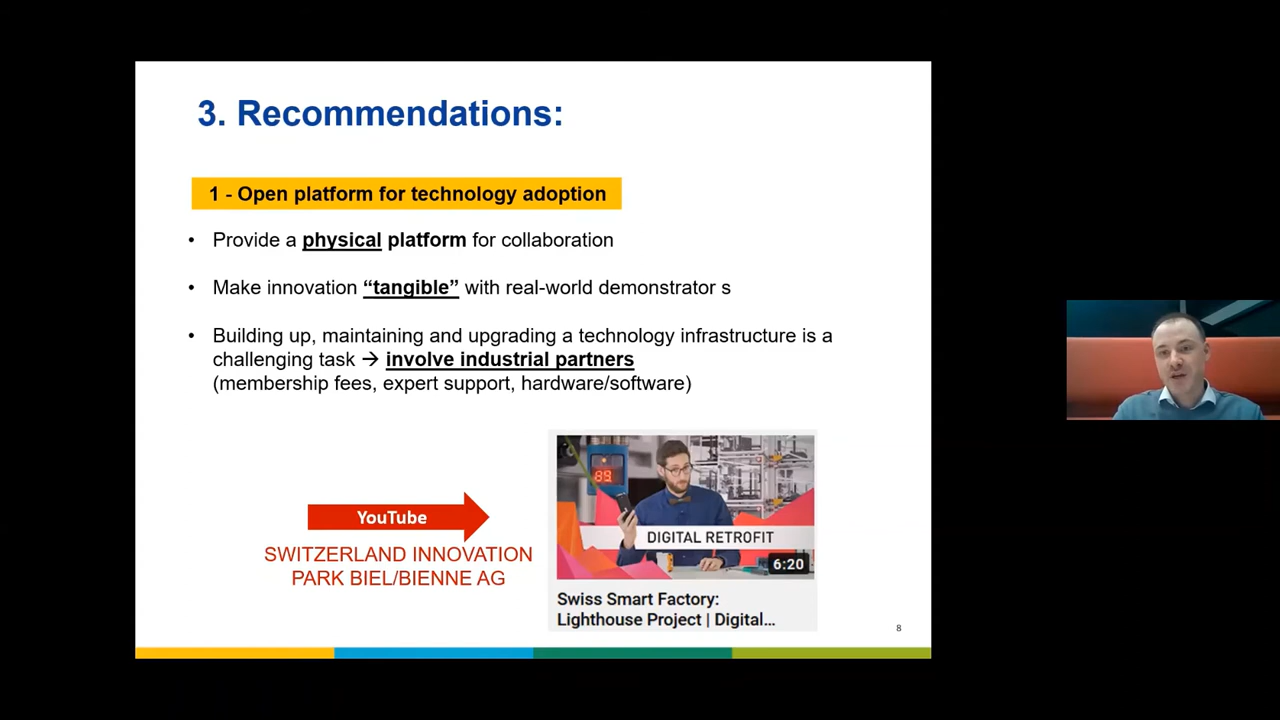 3. Recommendations:
1 - Open platform for technology adoption
• Provide a physical platform for collaboration
• Make innovation “tangible” with real-world demonstrator s
• Building up, maintaining and upgrading a technology infrastructure is a
challenging task → involve industrial partners
(membership fees, expert support, hardware/software)
YouTube
SWITZERLAND INNOVATION
PARK BIEL/BIENNE AG
89
DIGITAL RETROFIT
6:20
Swiss Smart Factory:
Lighthouse Project | Digital...
8